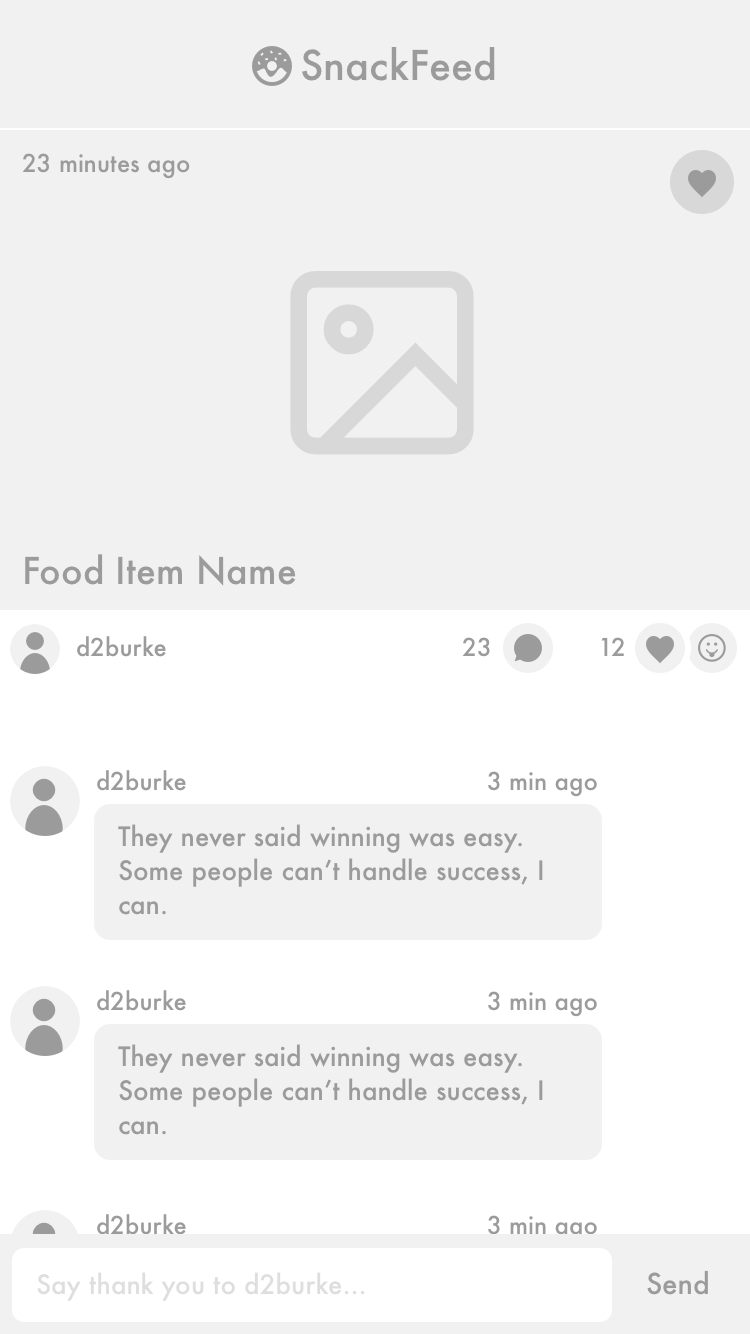 SnackFeed
23 minutes ago
Food Item Name
d2burke
23
12
d2burke
3 min ago
They never said winning was easy.
Some people can’t handle success, I
can.
d2burke
3 min ago
They never said winning was easy.
Some people can’t handle success, I
can.
d2burke
3 min ago
Say thank you to d2burke...
Send